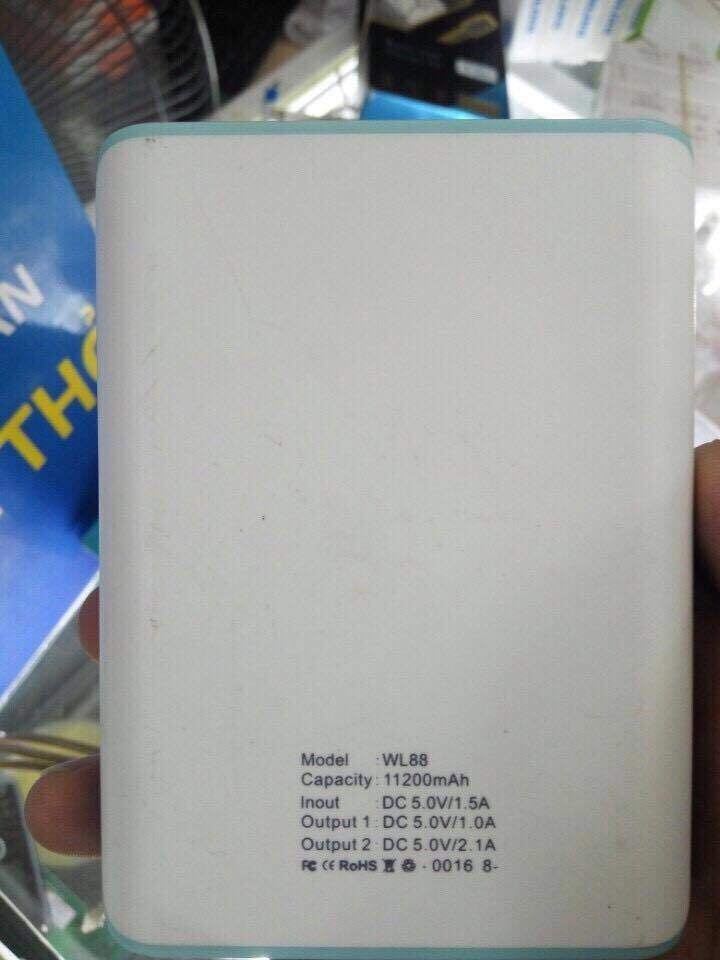 N
THỔ
Model : WL88
Capacity : 11200mAh
Inout : DC 5.0V/1.5A
Output 1 : DC 5.0V/1.0A
Output 2 : DC 5.0V/2.1A
FC CE RoHS - 0016 8-